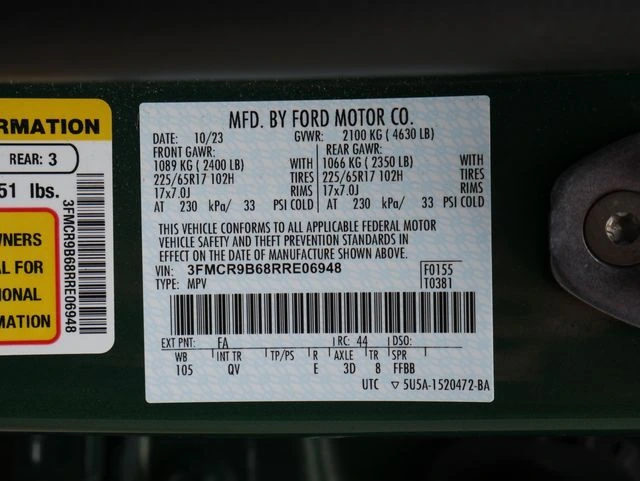 RMATION
REAR: 3
51 lbs.
WNERS
AL FOR
IONAL
MATION
3FMCR9B68RRE06948
MFD. BY FORD MOTOR CO.
DATE: 10/23 GVWR: 2100 KG ( 4630 LB)
FRONT GAWR: REAR GAWR:
1089 KG ( 2400 LB) WITH 1066 KG ( 2350 LB) WITH
225/65R17 102H TIRES 225/65R17 102H TIRES
17x7.0J RIMS 17x7.0J RIMS
AT 230 kPa/ 33 PSI COLD AT 230 kPa/ 33 PSI COLD
THIS VEHICLE CONFORMS TO ALL APPLICABLE FEDERAL MOTOR
VEHICLE SAFETY AND THEFT PREVENTION STANDARDS IN
EFFECT ON THE DATE OF MANUFACTURE SHOWN ABOVE.
VIN: 3FMCR9B68RRE06948 F0155
TYPE: MPV T0381
EXT PNT: FA RC: 44 DSO:
WB INT TR TP/PS R AXLE TR SPR
105 QV E 3D 8 FFBB
UTC ▽ 5U5A-1520472-BA